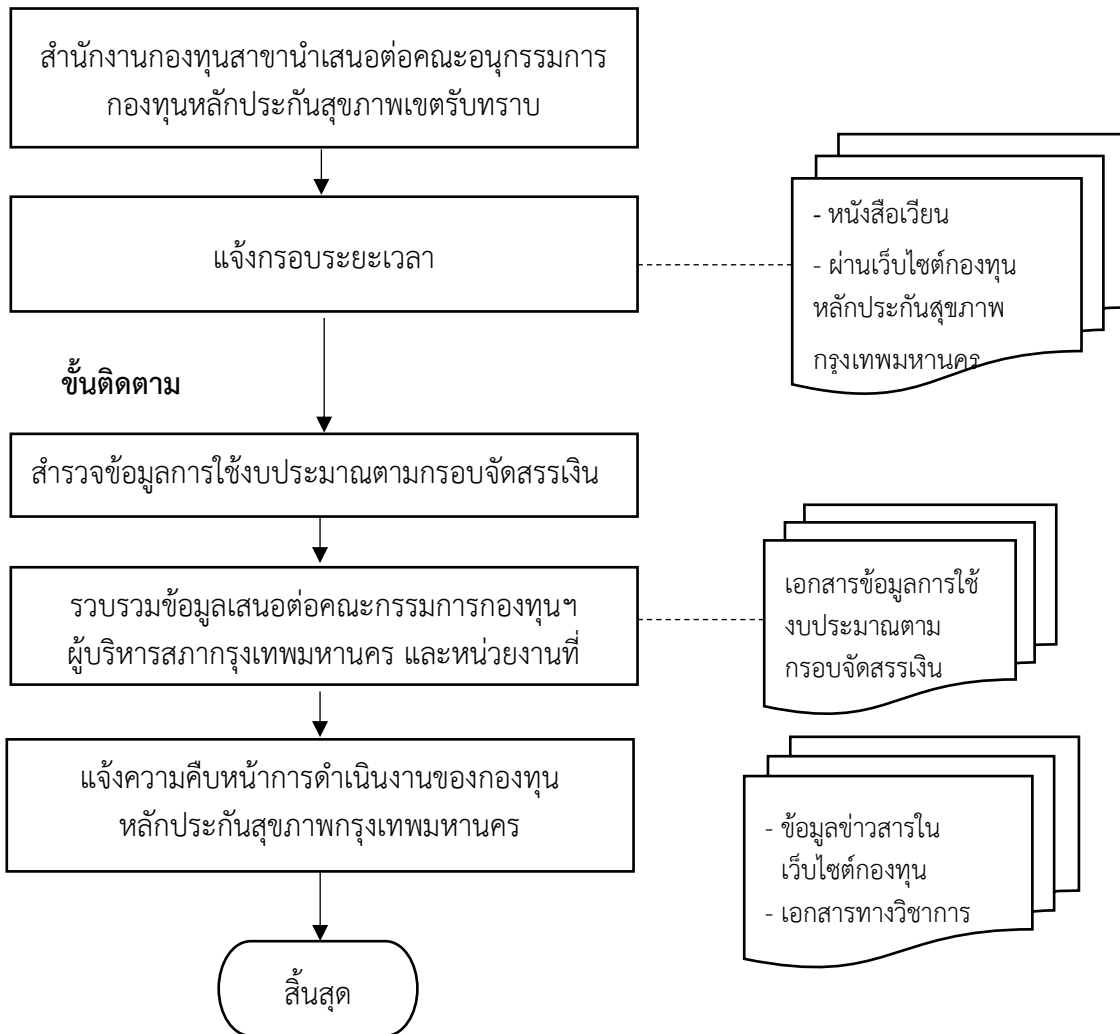 สำนักงานกองทุนสาขานำเสนอต่อคณะอนุกรรมการ
กองทุนหลักประกันสุขภาพเขตรับทราบ
แจ้งกรอบระยะเวลา
- หนังสือเวียน
- ผ่านเว็บไซต์กองทุน
หลักประกันสุขภาพ
กรุงเทพมหานคร
ขั้นติดตาม
สำรวจข้อมูลการใช้งบประมาณตามกรอบจัดสรรเงิน
รวบรวมข้อมูลเสนอต่อคณะกรรมการกองทุนฯ
ผู้บริหารสภากรุงเทพมหานคร และหน่วยงานที่
เอกสารข้อมูลการใช้
งบประมาณตาม
กรอบจัดสรรเงิน
แจ้งความคืบหน้าการดำเนินงานของกองทุน
หลักประกันสุขภาพกรุงเทพมหานคร
- ข้อมูลข่าวสารใน
เว็บไซต์กองทุน
- เอกสารทางวิชาการ
สิ้นสุด